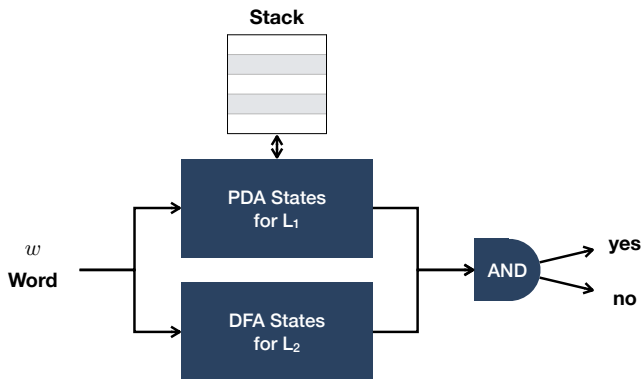 Stack
PDA States
for L₁
w
Word
AND
yes
no
DFA States
for L₂